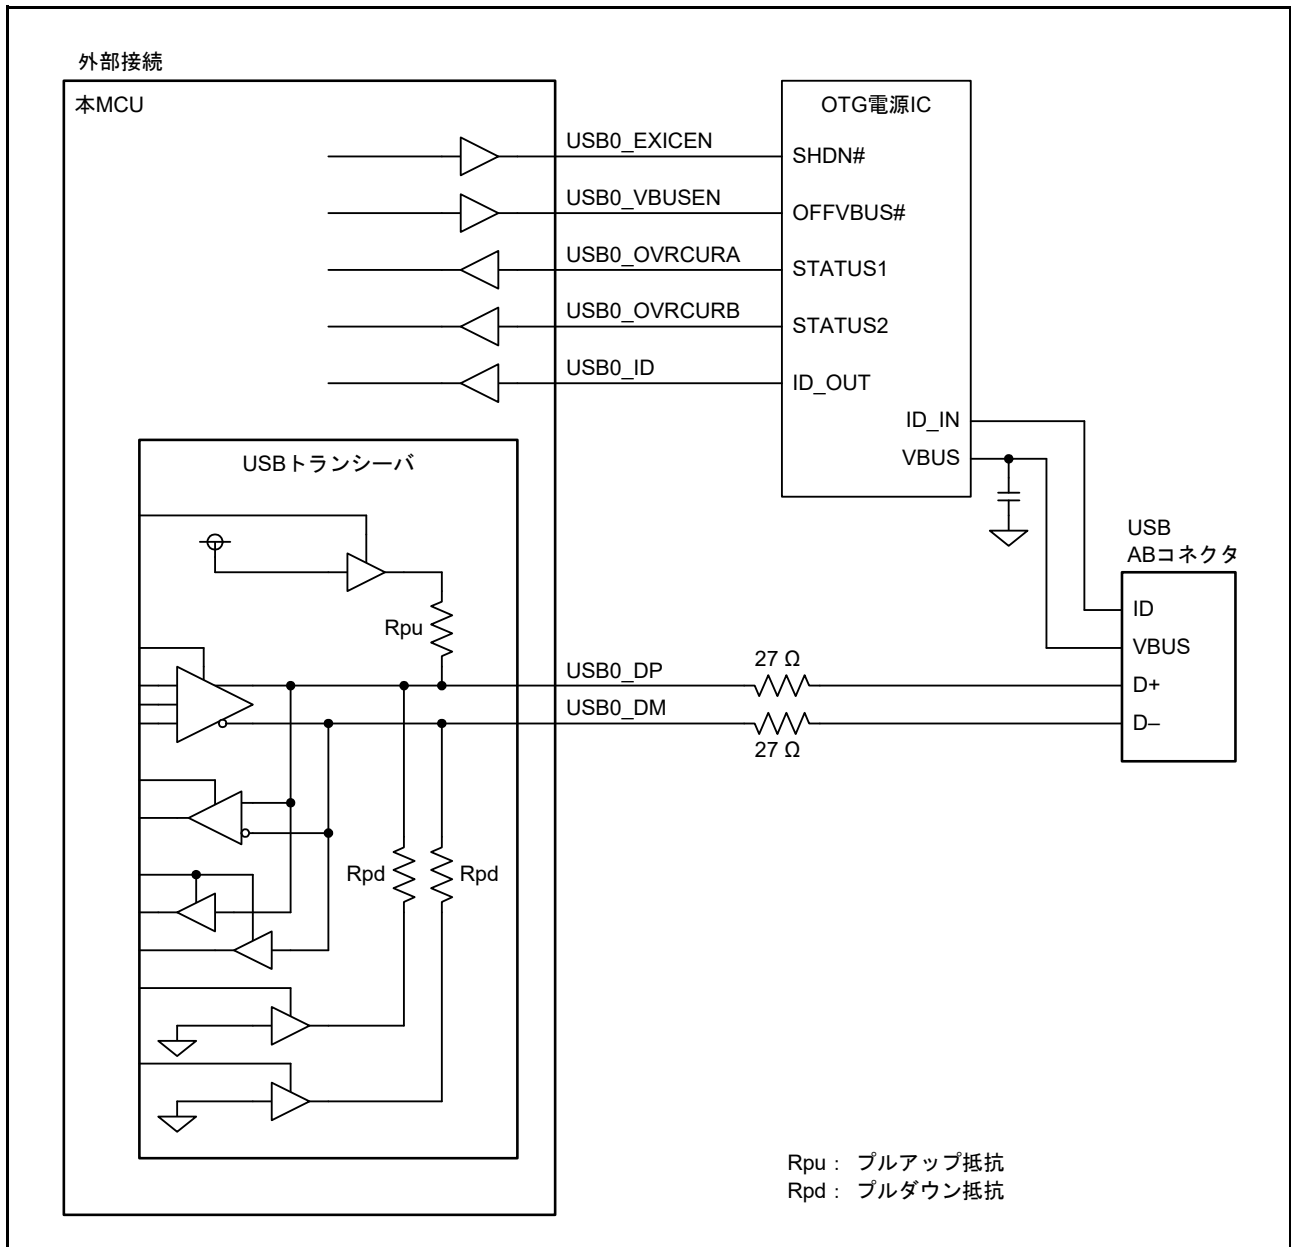 外部接続
本MCU
OTG電源IC
USB0_EXICEN
SHDN#
USB0_VBUSEN
OFFVBUS#
USB0_OVRCURA
STATUS1
USB0_OVRCURB
STATUS2
USB0_ID
ID_OUT
ID_IN
VBUS
USBトランシーバ
USB
ABコネクタ
ID
VBUS
D+
D–
Rpu
USB0_DP
27 Ω
USB0_DM
27 Ω
Rpd
Rpd
Rpu : プルアップ抵抗
Rpd : プルダウン抵抗